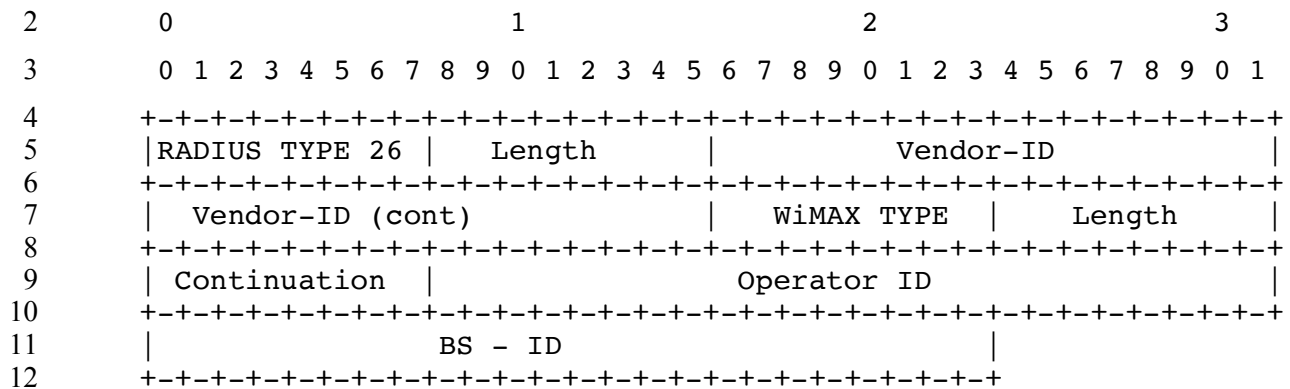 2 0 1 2 3
3 0 1 2 3 4 5 6 7 8 9 0 1 2 3 4 5 6 7 8 9 0 1 2 3 4 5 6 7 8 9 0 1
4 +-+-+-+-+-+-+-+-+-+-+-+-+-+-+-+-+-+-+-+-+-+-+-+-+-+-+-+-+-+-+-+-+
5 |RADIUS TYPE 26 | Length | Vendor-ID |
6 +-+-+-+-+-+-+-+-+-+-+-+-+-+-+-+-+-+-+-+-+-+-+-+-+-+-+-+-+-+-+-+-+
7 | Vendor-ID (cont) | WiMAX TYPE | Length |
8 +-+-+-+-+-+-+-+-+-+-+-+-+-+-+-+-+-+-+-+-+-+-+-+-+-+-+-+-+-+-+-+-+
9 | Continuation | Operator ID |
10 +-+-+-+-+-+-+-+-+-+-+-+-+-+-+-+-+-+-+-+-+-+-+-+-+-+-+-+-+-+-+-+-+
11 | BS - ID |
12 +-+-+-+-+-+-+-+-+-+-+-+-+-+-+-+-+-+-+-+-+-+-+-+-+